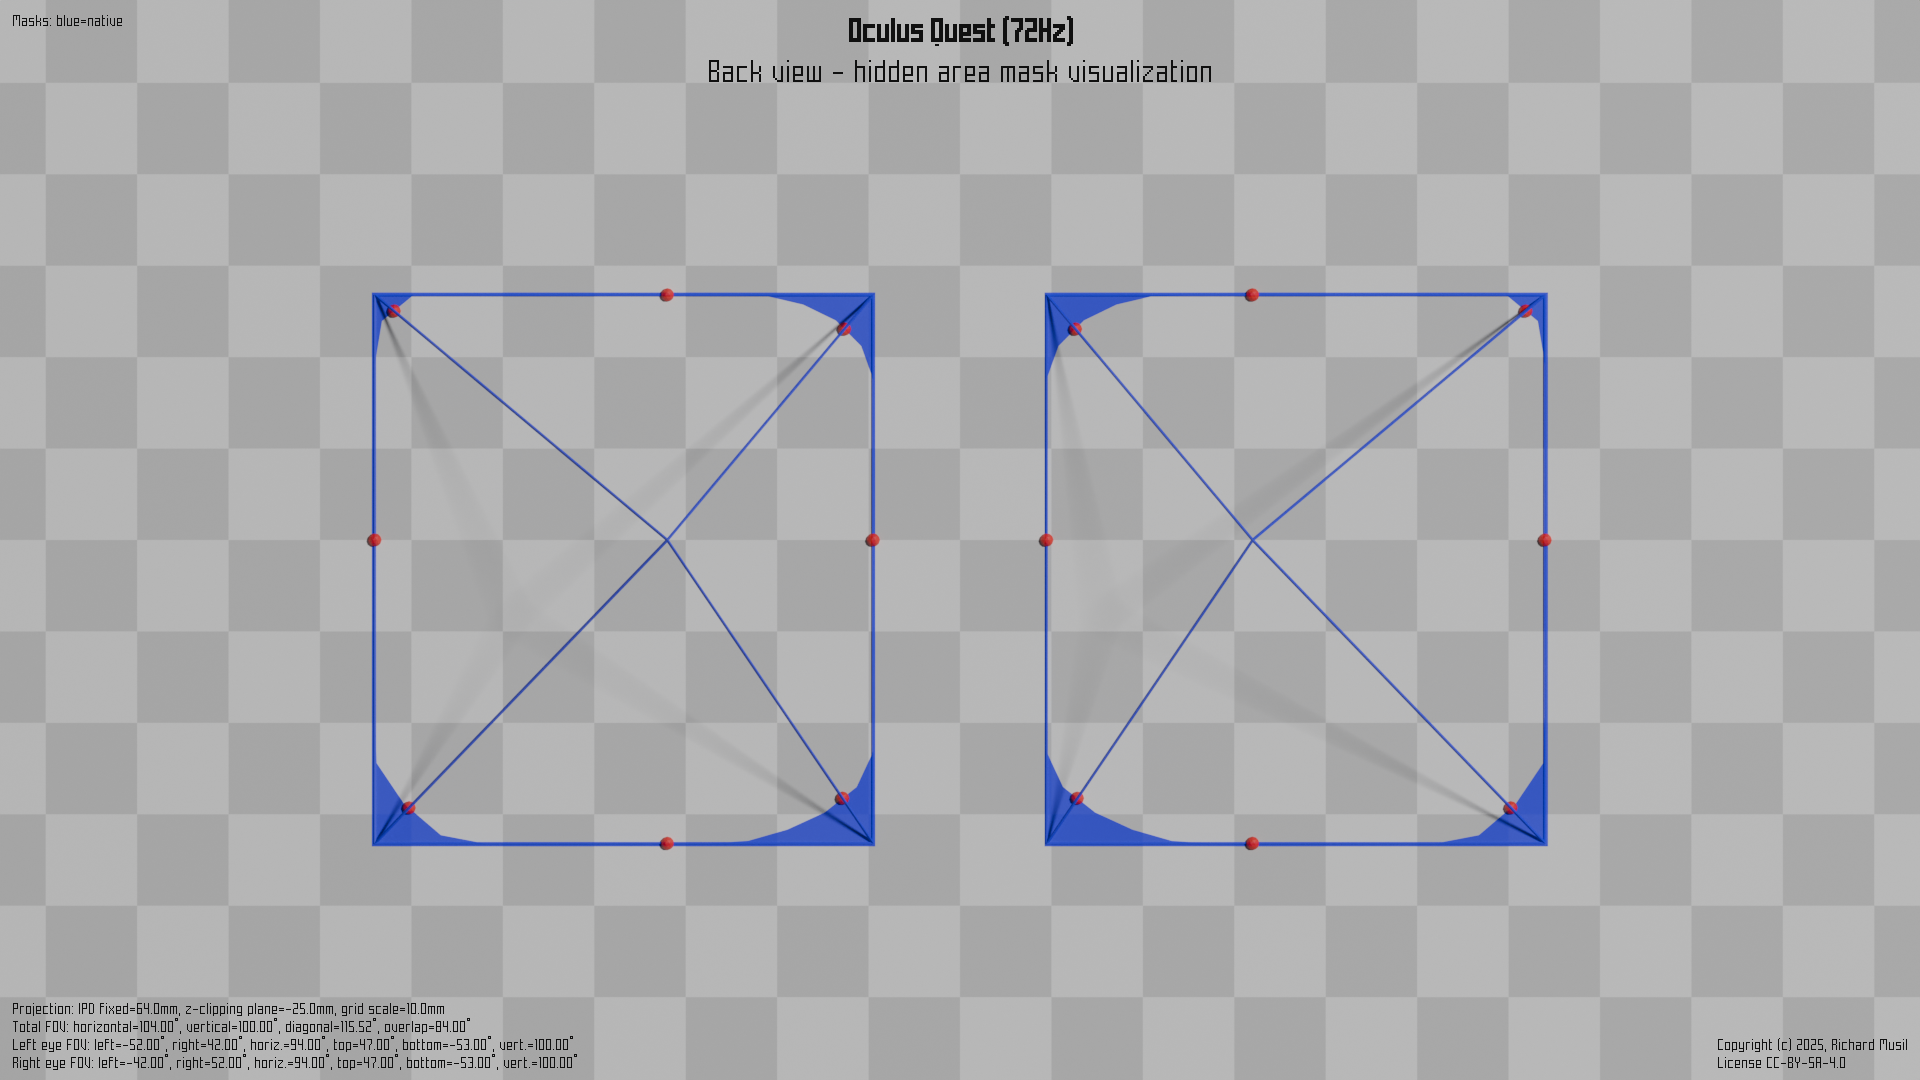 Masks: blue=native
Oculus Quest (72Hz)
Back view - hidden area mask visualization
Projection: IPD fixed=64.0mm, z-clipping plane=-25.0mm, grid scale=10.0mm
Total FOV: horizontal=104.00°, vertical=100.00°, diagonal=115.52°, overlap=84.00°
Left eye FOV: left=-52.00°, right=42.00°, horiz.=94.00°, top=47.00°, bottom=-53.00°, vert.=100.00°
Right eye FOV: left=-42.00°, right=52.00°, horiz.=94.00°, top=47.00°, bottom=-53.00°, vert.=100.00°
Copyright (c) 2025, Richard Musil
License CC-BY-SA-4.0